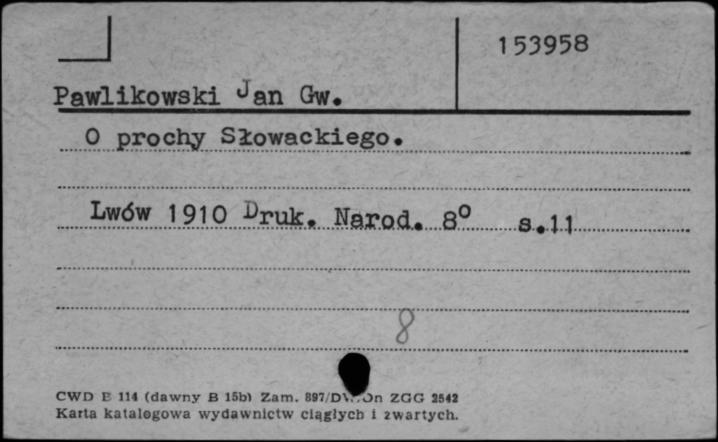 153958
Pawlikowski Jan Gw.
O prochy Słowackiego.
Lwów 1910 Druk. Narod. 8° s.11
8
CWD E 114 (dawny B 15b) Zam. 897/ ZGG 2542
Karta katalogowa wydawnictw ciągłych i zwartych.